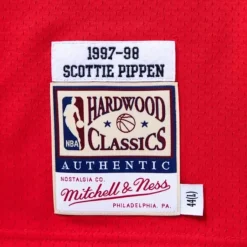 1997-98
SCOTTIE PIPPEN
HARDWOOD
NBA
CLASSICS
AUTHENTIC
NOSTALGIA CO.
Mitchell & Ness
PHILADELPHIA, PA.
44(L)